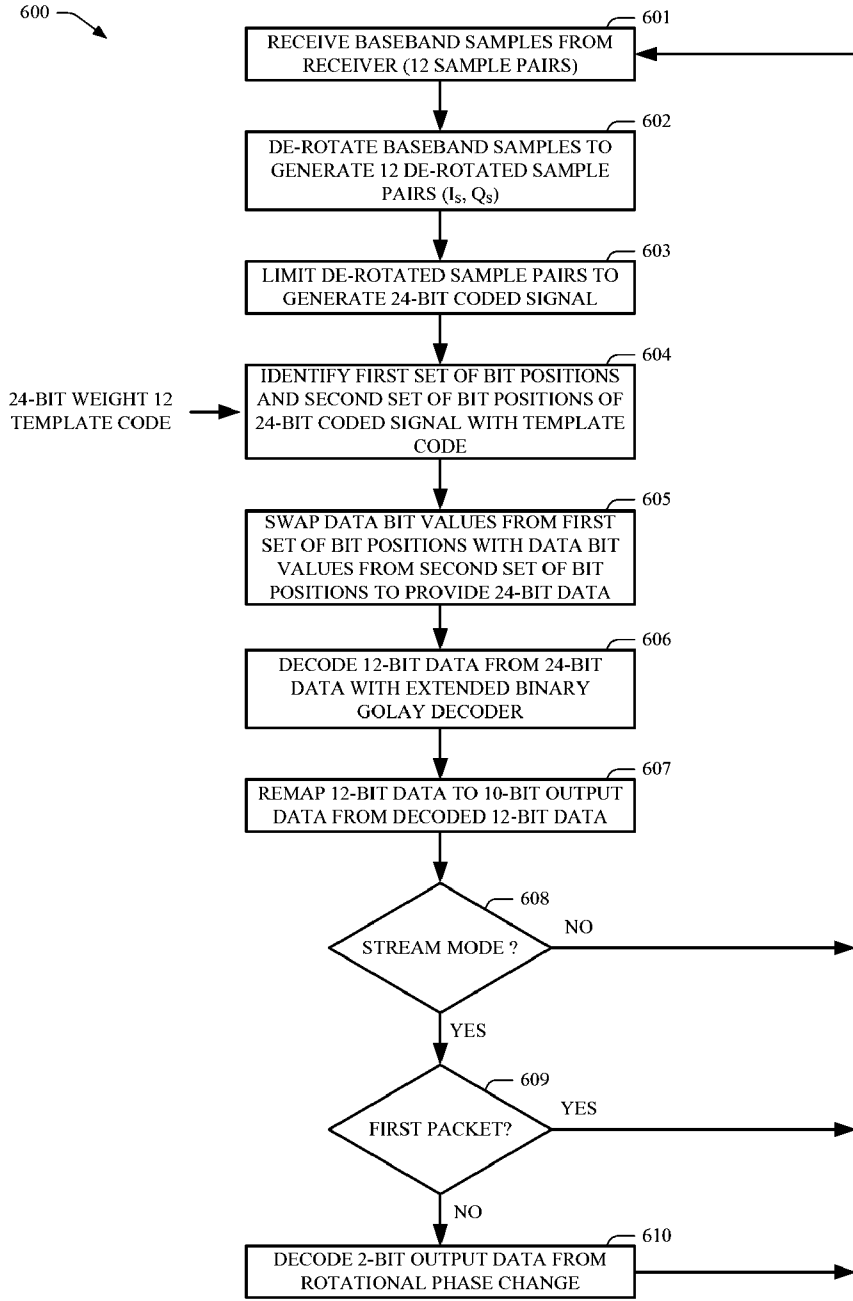 600
601
RECEIVE BASEBAND SAMPLES FROM
RECEIVER (12 SAMPLE PAIRS)
602
DE-ROTATE BASEBAND SAMPLES TO
GENERATE 12 DE-ROTATED SAMPLE
PAIRS (IS, QS)
603
LIMIT DE-ROTATED SAMPLE PAIRS TO
GENERATE 24-BIT CODED SIGNAL
604
24-BIT WEIGHT 12
TEMPLATE CODE
IDENTIFY FIRST SET OF BIT POSITIONS
AND SECOND SET OF BIT POSITIONS OF
24-BIT CODED SIGNAL WITH TEMPLATE
CODE
605
SWAP DATA BIT VALUES FROM FIRST
SET OF BIT POSITIONS WITH DATA BIT
VALUES FROM SECOND SET OF BIT
POSITIONS TO PROVIDE 24-BIT DATA
606
DECODE 12-BIT DATA FROM 24-BIT
DATA WITH EXTENDED BINARY
GOLAY DECODER
607
REMAP 12-BIT DATA TO 10-BIT OUTPUT
DATA FROM DECODED 12-BIT DATA
608
STREAM MODE ?
NO
YES
609
FIRST PACKET?
YES
NO
610
DECODE 2-BIT OUTPUT DATA FROM
ROTATIONAL PHASE CHANGE